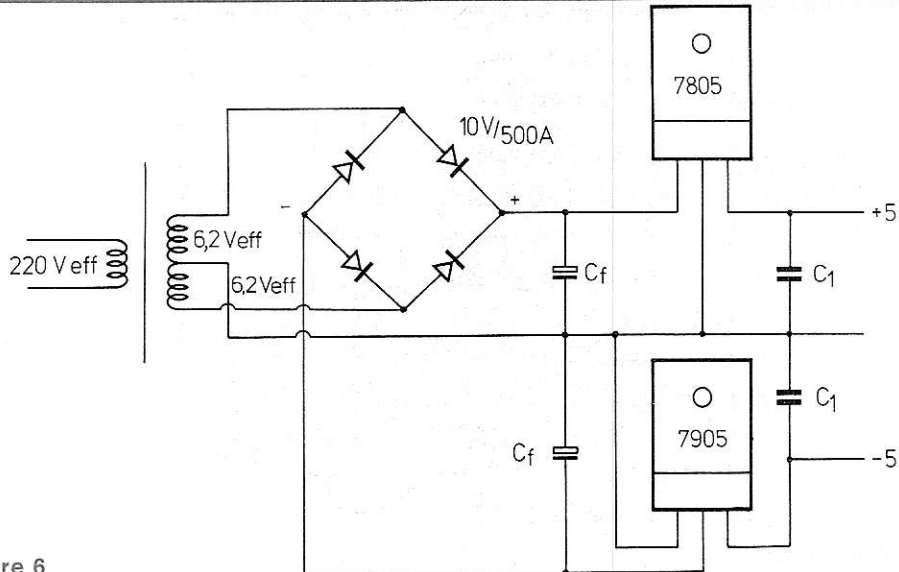 7805
10V/500A
220 Veff
6,2 Veff
6,2 Veff
-
+
Cf
C1
+5
7905
Cf
C1
-5
re 6